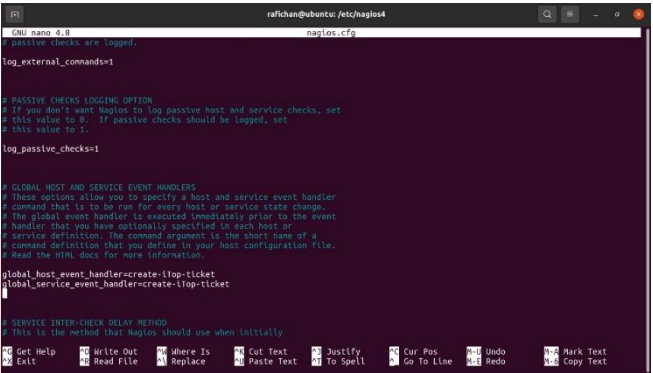 rafichan@ubuntu: /etc/nagios4
GNU nano 4.8 nagios.cfg
# passive checks are logged.
log_external_commands=1
# PASSIVE CHECKS LOGGING OPTION
# If you don't want Nagios to log passive host and service checks, set
# this value to 0.  If passive checks should be logged, set
# this value to 1.
log_passive_checks=1
# GLOBAL HOST AND SERVICE EVENT HANDLERS
# These options allow you to specify a host and service event handler
# command that is to be run for every host or service state change.
# The global event handler is executed immediately prior to the event
# handler that you have optionally specified in each host or
# service definition. The command argument is the short name of a
# command definition that you define in your host configuration file.
# Read the HTML docs for more information.
global_host_event_handler=create-iTop-ticket
global_service_event_handler=create-iTop-ticket
# SERVICE INTER-CHECK DELAY METHOD
# This is the method that Nagios should use when initially
^G Get Help ^O Write Out ^W Where Is ^K Cut Text ^J Justify ^C Cur Pos M-U Undo M-A Mark Text
^X Exit ^R Read File ^\ Replace ^U Paste Text ^T To Spell ^_ Go To Line M-E Redo M-6 Copy Text